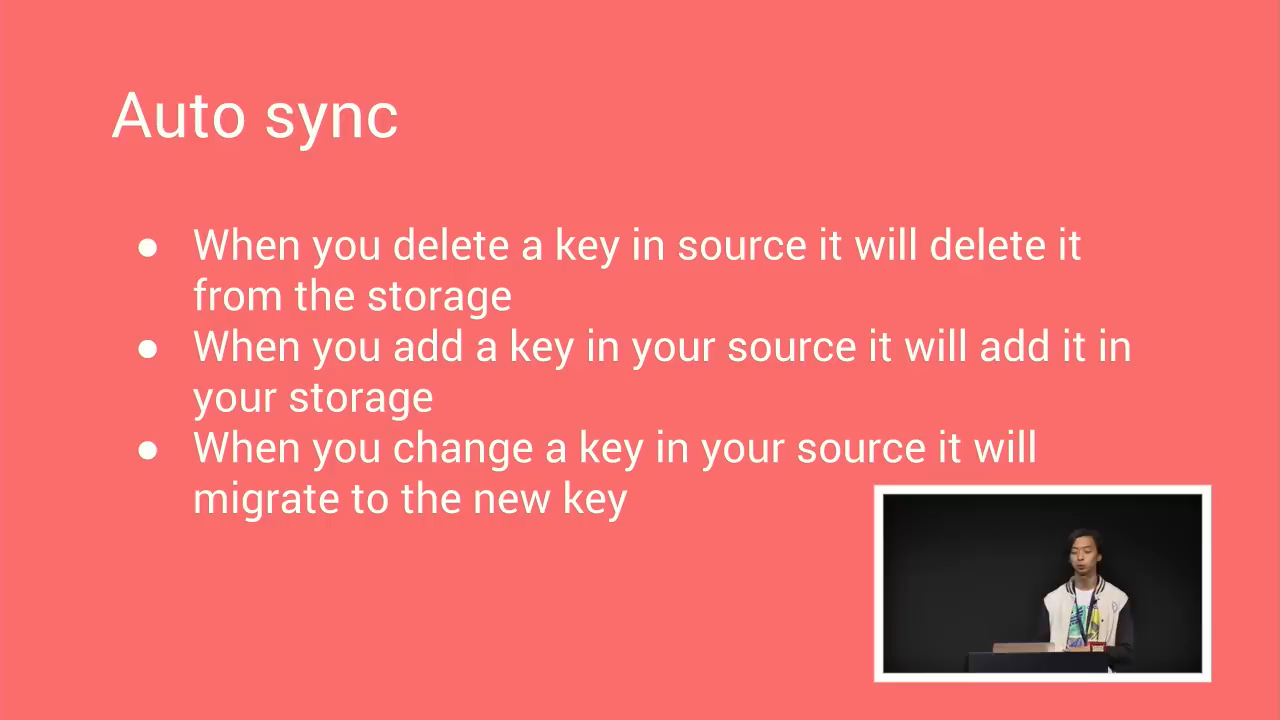 Auto sync
● When you delete a key in source it will delete it
from the storage
● When you add a key in your source it will add it in
your storage
● When you change a key in your source it will
migrate to the new key